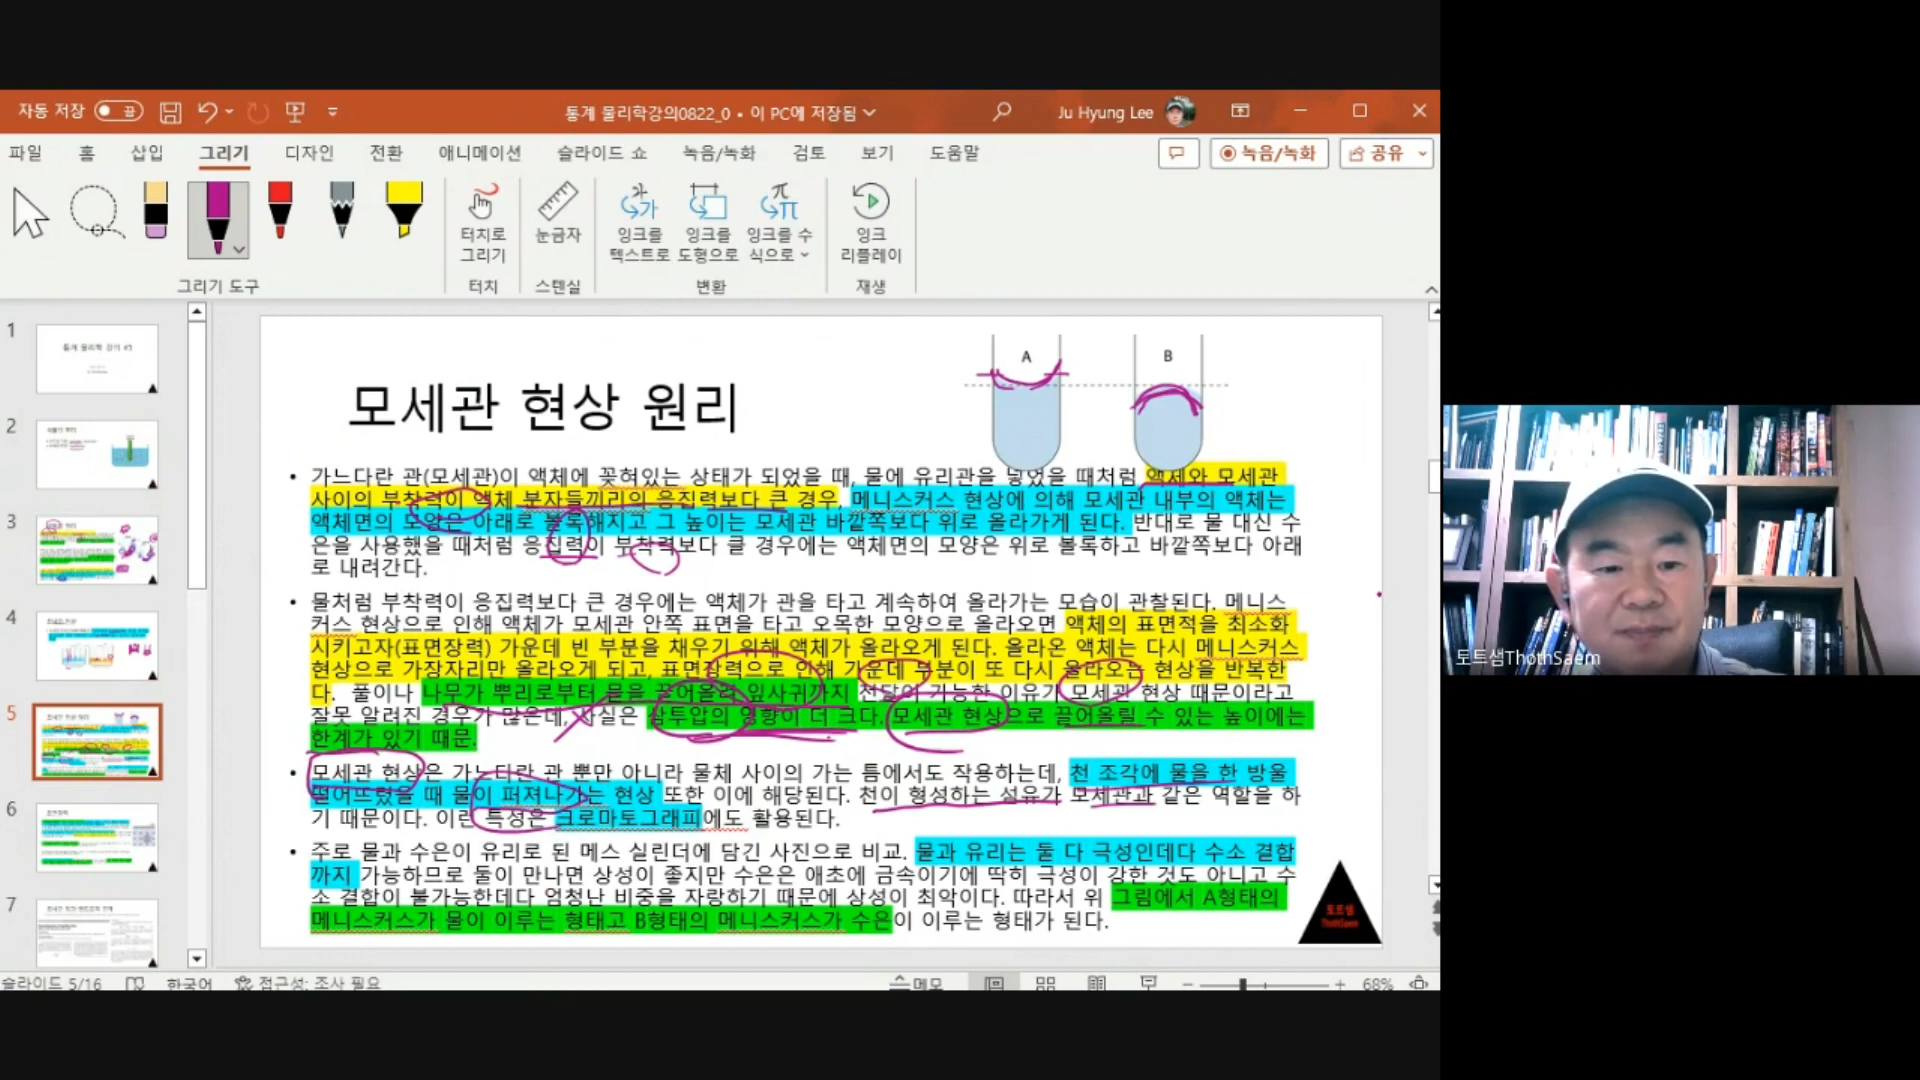 자동 저장 끔 통계 물리학강의0822_0 • 이 PC에 저장됨 Ju Hyung Lee
파일 홈 삽입 그리기 디자인 전환 애니메이션 슬라이드 쇼 녹음/녹화 검토 보기 도움말 녹음/녹화 공유
터치로 그리기
눈금자
잉크를 텍스트로
잉크를 도형으로
잉크를 수식으로
잉크 리플레이
그리기 도구 터치 스텐실 변환 재생
1
2
3
4
5
6
7
A B
모세관 현상 원리
• 가느다란 관(모세관)이 액체에 꽂혀있는 상태가 되었을 때, 물에 유리관을 넣었을 때처럼 액체와 모세관
사이의 부착력이 액체 분자들끼리의 응집력보다 큰 경우, 메니스커스 현상에 의해 모세관 내부의 액체는
액체면의 모양은 아래로 볼록해지고 그 높이는 모세관 바깥쪽보다 위로 올라가게 된다. 반대로 물 대신 수
은을 사용했을 때처럼 응집력이 부착력보다 클 경우에는 액체면의 모양은 위로 볼록하고 바깥쪽보다 아래
로 내려간다.
• 물처럼 부착력이 응집력보다 큰 경우에는 액체가 관을 타고 계속하여 올라가는 모습이 관찰된다. 메니스
커스 현상으로 인해 액체가 모세관 안쪽 표면을 타고 오목한 모양으로 올라오면 액체의 표면적을 최소화
시키고자(표면장력) 가운데 빈 부분을 채우기 위해 액체가 올라오게 된다. 올라온 액체는 다시 메니스커스
현상으로 가장자리만 올라오게 되고, 표면장력으로 인해 가운데 부분이 또 다시 올라오는 현상을 반복한
다. 풀이나 나무가 뿌리로부터 물을 끌어올려 잎사귀까지 전달이 가능한 이유가 모세관 현상 때문이라고
잘못 알려진 경우가 많은데, 사실은 삼투압의 영향이 더 크다. 모세관 현상으로 끌어올릴 수 있는 높이에는
한계가 있기 때문.
• 모세관 현상은 가느다란 관 뿐만 아니라 물체 사이의 가는 틈에서도 작용하는데, 천 조각에 물을 한 방울
떨어뜨렸을 때 물이 퍼져나가는 현상 또한 이에 해당된다. 천이 형성하는 섬유가 모세관과 같은 역할을 하
기 때문이다. 이런 특성은 크로마토그래피에도 활용된다.
• 주로 물과 수은이 유리로 된 메스 실린더에 담긴 사진으로 비교. 물과 유리는 둘 다 극성인데다 수소 결합
까지 가능하므로 둘이 만나면 상성이 좋지만 수은은 애초에 금속이기에 딱히 극성이 강한 것도 아니고 수
소 결합이 불가능한데다 엄청난 비중을 자랑하기 때문에 상성이 최악이다. 따라서 위 그림에서 A형태의
메니스커스가 물이 이루는 형태고 B형태의 메니스커스가 수은이 이루는 형태가 된다.
토트샘
ThothSaem
토트샘ThothSaem
슬라이드 5/16 한국어 접근성: 조사 필요 메모 68%